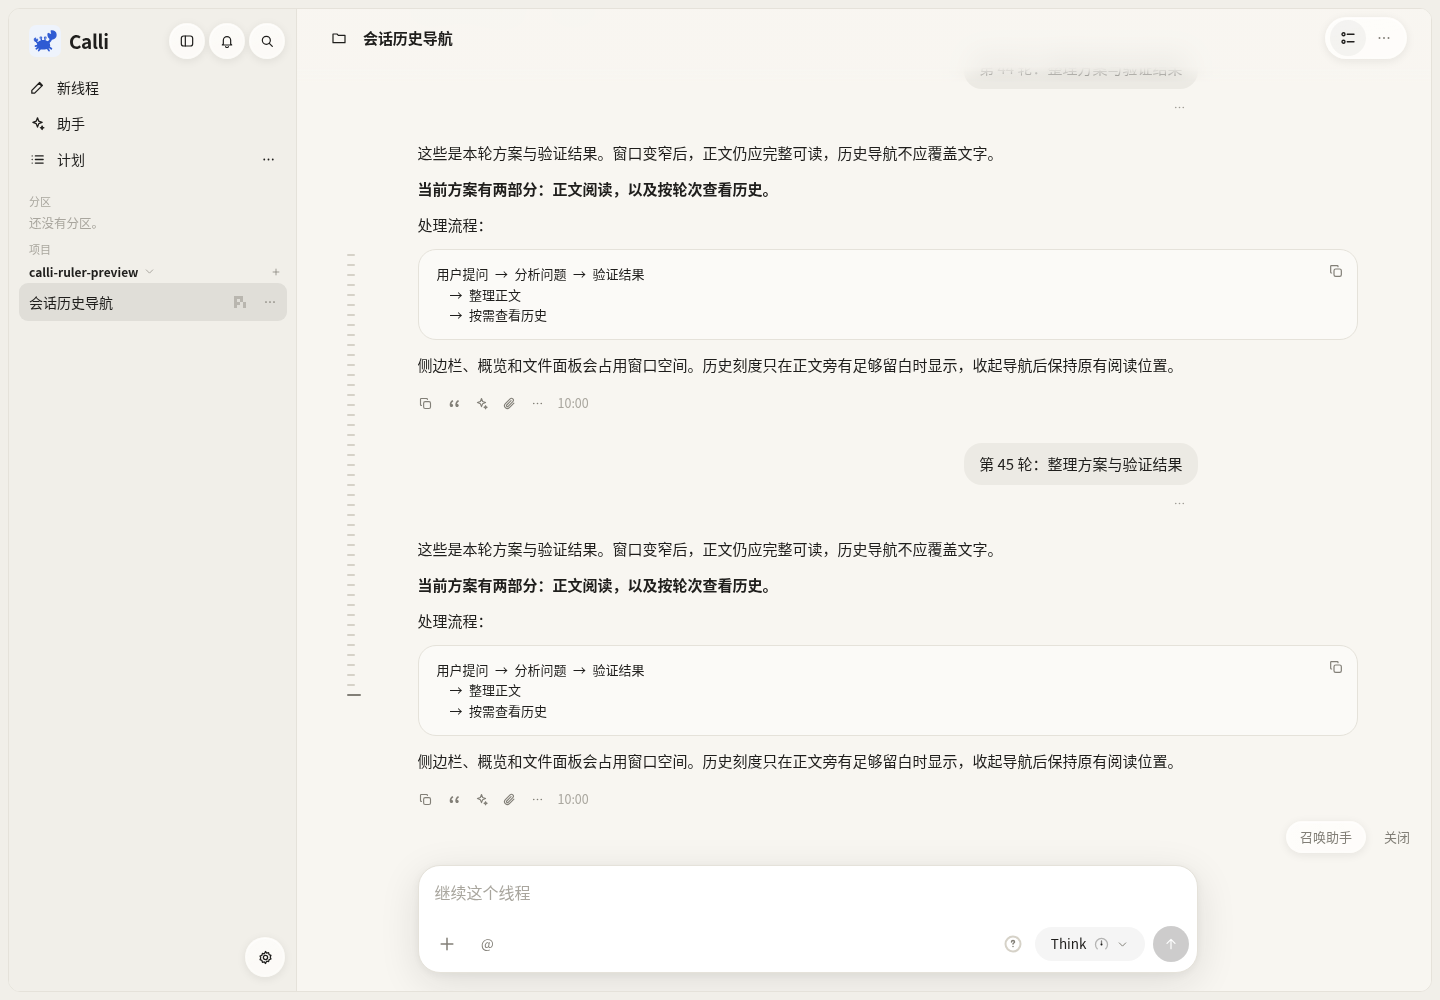 Calli
会话历史导航
新线程
助手
计划
分区
还没有分区。
项目
calli-ruler-preview
会话历史导航
第 44 轮：整理方案与验证结果
这些是本轮方案与验证结果。窗口变窄后，正文仍应完整可读，历史导航不应覆盖文字。
当前方案有两部分：正文阅读，以及按轮次查看历史。
处理流程：
用户提问 → 分析问题 → 验证结果
→ 整理正文
→ 按需查看历史
侧边栏、概览和文件面板会占用窗口空间。历史刻度只在正文旁有足够留白时显示，收起导航后保持原有阅读位置。
10:00
第 45 轮：整理方案与验证结果
这些是本轮方案与验证结果。窗口变窄后，正文仍应完整可读，历史导航不应覆盖文字。
当前方案有两部分：正文阅读，以及按轮次查看历史。
处理流程：
用户提问 → 分析问题 → 验证结果
→ 整理正文
→ 按需查看历史
侧边栏、概览和文件面板会占用窗口空间。历史刻度只在正文旁有足够留白时显示，收起导航后保持原有阅读位置。
10:00
召唤助手 关闭
继续这个线程
@ Think